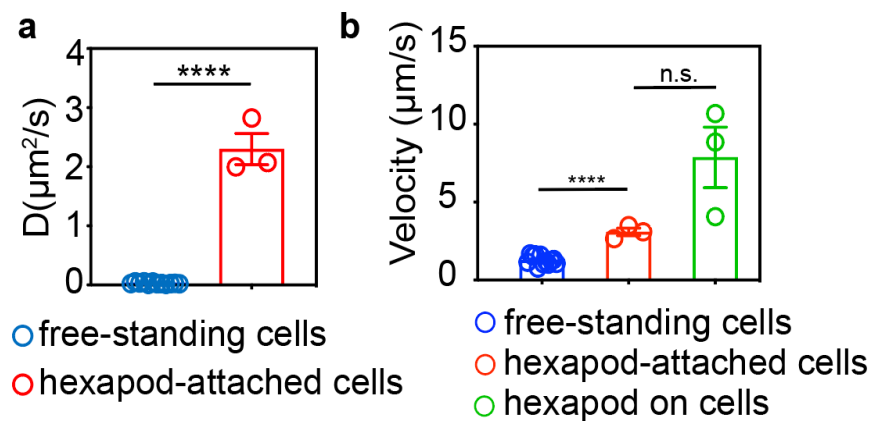 a
4
3
2
1
0
D(µm²/s)
****
free-standing cells
hexapod-attached cells
b
15
10
5
0
Velocity (µm/s)
****
n.s.
free-standing cells
hexapod-attached cells
hexapod on cells